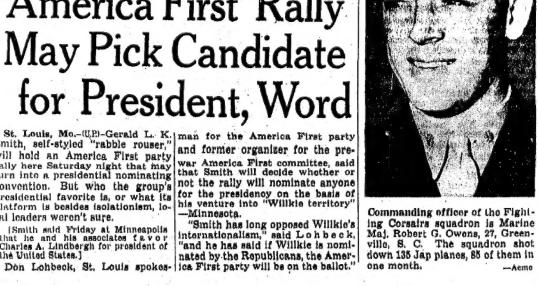 America First Rally
May Pick Candidate
for President, Word
St. Louis, Mo.—(U.P.)—Gerald L. K.
mith, self-styled "rabble rouser,"
ill hold an America First party
ally here Saturday night that may
urn into a presidential nominating
onvention. But who the group's
residential favorite is, or what its
latform is besides isolationism, lo-
al leaders weren't sure.
[Smith said Friday at Minneapolis
that he and his associates favor
Charles A. Lindbergh for president of
the United States.]
Don Lohbeck, St. Louis spokes-
man for the America First party
and former organizer for the pre-
war America First committee, said
that Smith will decide whether or
not the rally will nominate anyone
for the presidency on the basis of
his venture into "Willkie territory"
—Minnesota.
"Smith has long opposed Willkie's
internationalism," said Lohbeck,
"and he has said if Willkie is nomi-
nated by the Republicans, the Amer-
ica First party will be on the ballot."
Commanding officer of the Fight-
ing Corsairs squadron is Marine
Maj. Robert G. Owens, 27, Green-
ville, S. C. The squadron shot
down 135 Jap planes, 85 of them in
one month. —Acme